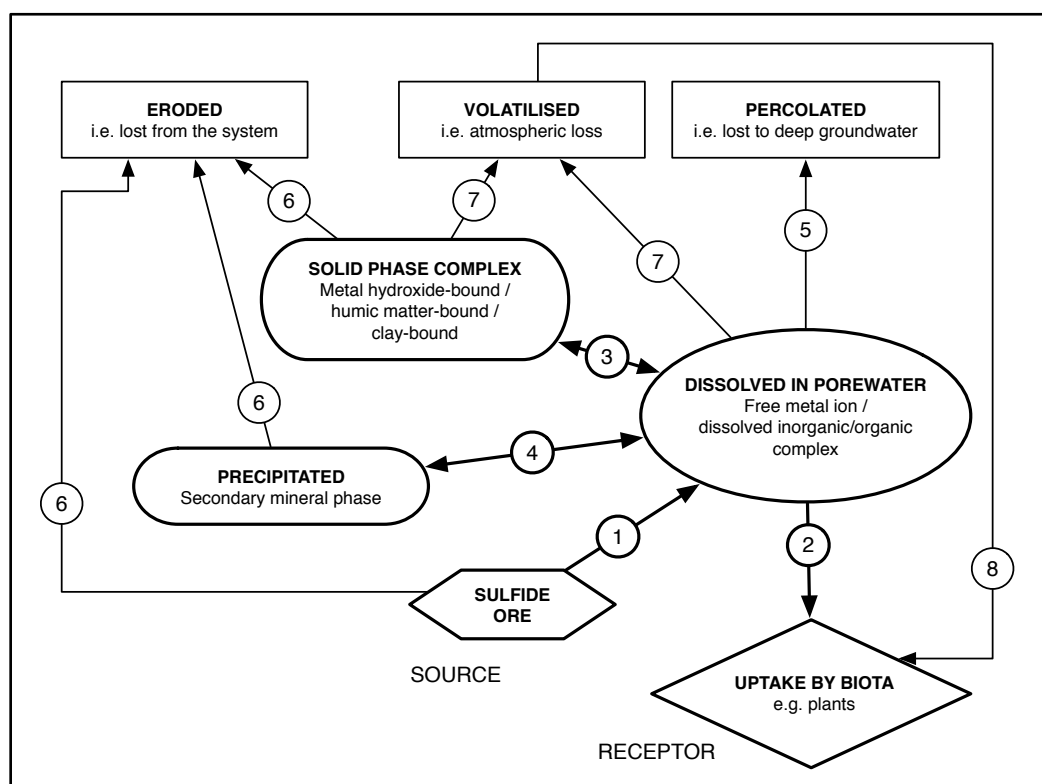 ERODED
i.e. lost from the system
VOLATILISED
i.e. atmospheric loss
PERCOLATED
i.e. lost to deep groundwater
6
7
5
7
SOLID PHASE COMPLEX
Metal hydroxide-bound /
humic matter-bound /
clay-bound
3
6
DISSOLVED IN POREWATER
Free metal ion /
dissolved inorganic/organic
complex
4
PRECIPITATED
Secondary mineral phase
6
1
2
8
SULFIDE
ORE
SOURCE
UPTAKE BY BIOTA
e.g. plants
RECEPTOR